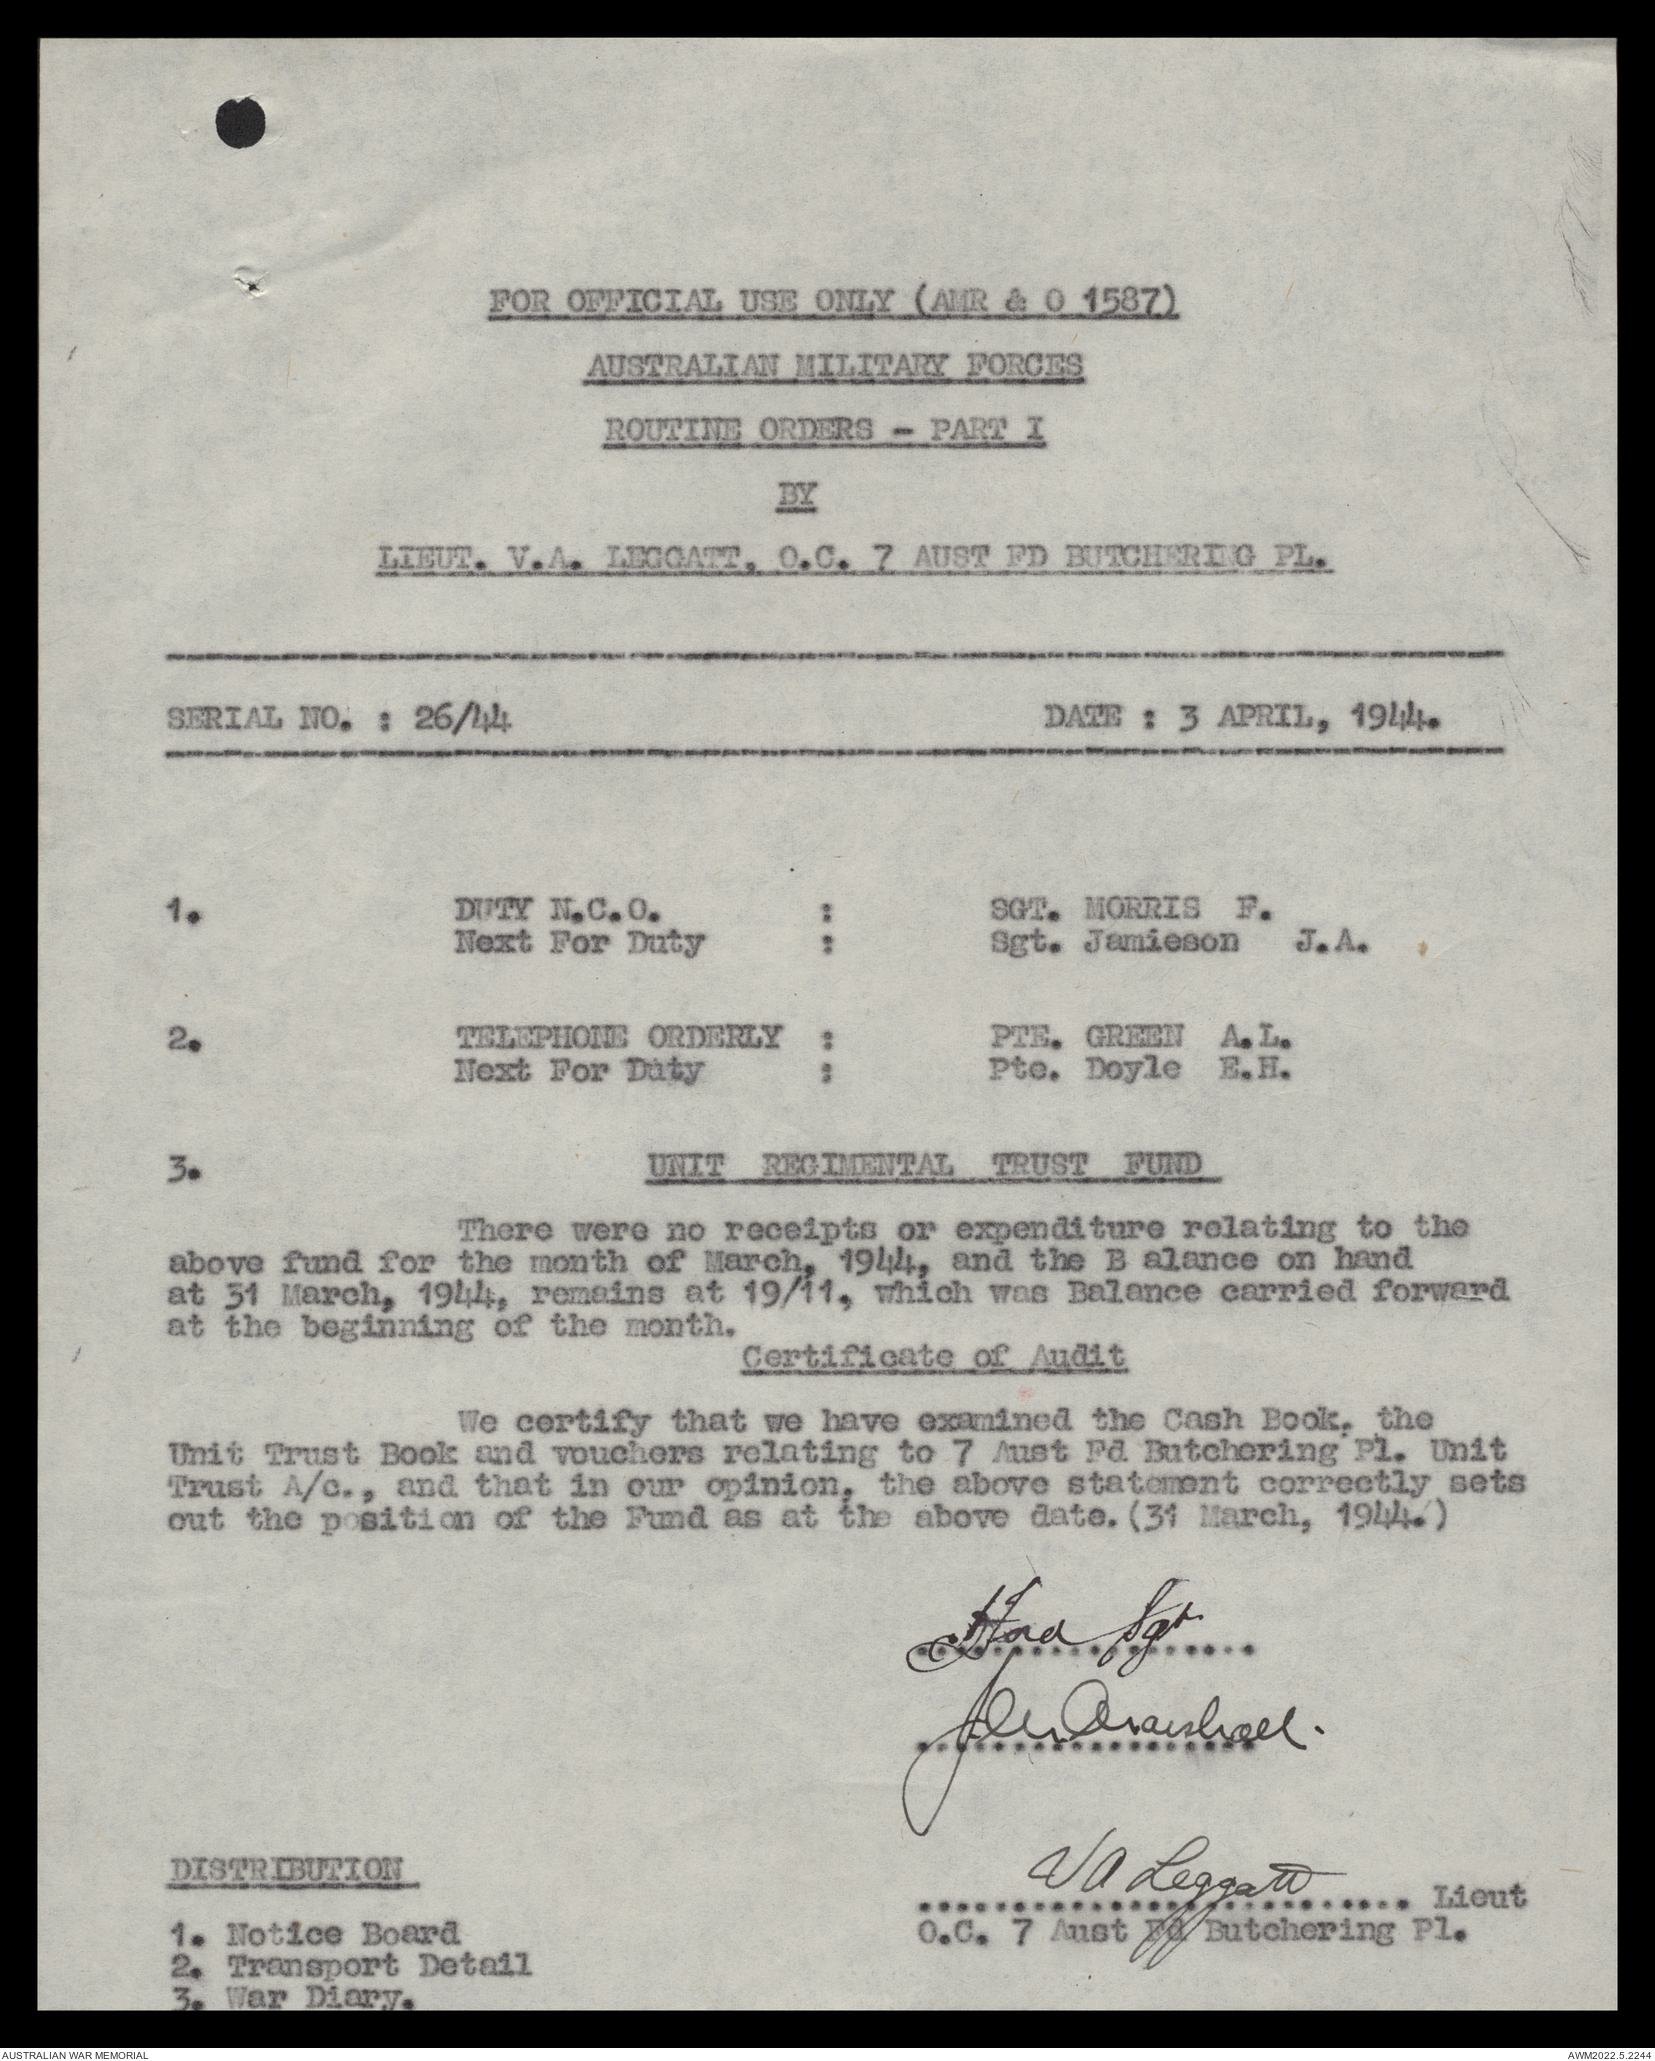 FOR OFFICIAL USE ONLY (AMR & O 1587)
AUSTRALIAN MILITARY FORCES
ROUTINE ORDERS - PART I
BY
LIEUT. V.A. LEGGATT, O.C. 7 AUST FD BUTCHERING PL.
SERIAL NO. : 26/44 DATE : 3 APRIL, 1944.
1. DUTY N.C.O. : SGT. MORRIS F.
Next For Duty : Sgt. Jamieson J.A.
2. TELEPHONE ORDERLY : PTE. GREEN A.L.
Next For Duty : Pte. Doyle E.H.
3. UNIT REGIMENTAL TRUST FUND
There were no receipts or expenditure relating to the
above fund for the month of March, 1944, and the B alance on hand
at 31 March, 1944, remains at 19/11, which was Balance carried forward
at the beginning of the month.
Certificate of Audit
We certify that we have examined the Cash Book, the
Unit Trust Book and vouchers relating to 7 Aust Fd Butchering Pl. Unit
Trust A/c., and that in our opinion, the above statement correctly sets
out the position of the Fund as at the above date. (31 March, 1944.)
Sgt
VA Leggatt
Lieut
O.C. 7 Aust Fd Butchering Pl.
DISTRIBUTION
1. Notice Board
2. Transport Detail
3. War Diary.
AUSTRALIAN WAR MEMORIAL AWM2022.5.2244